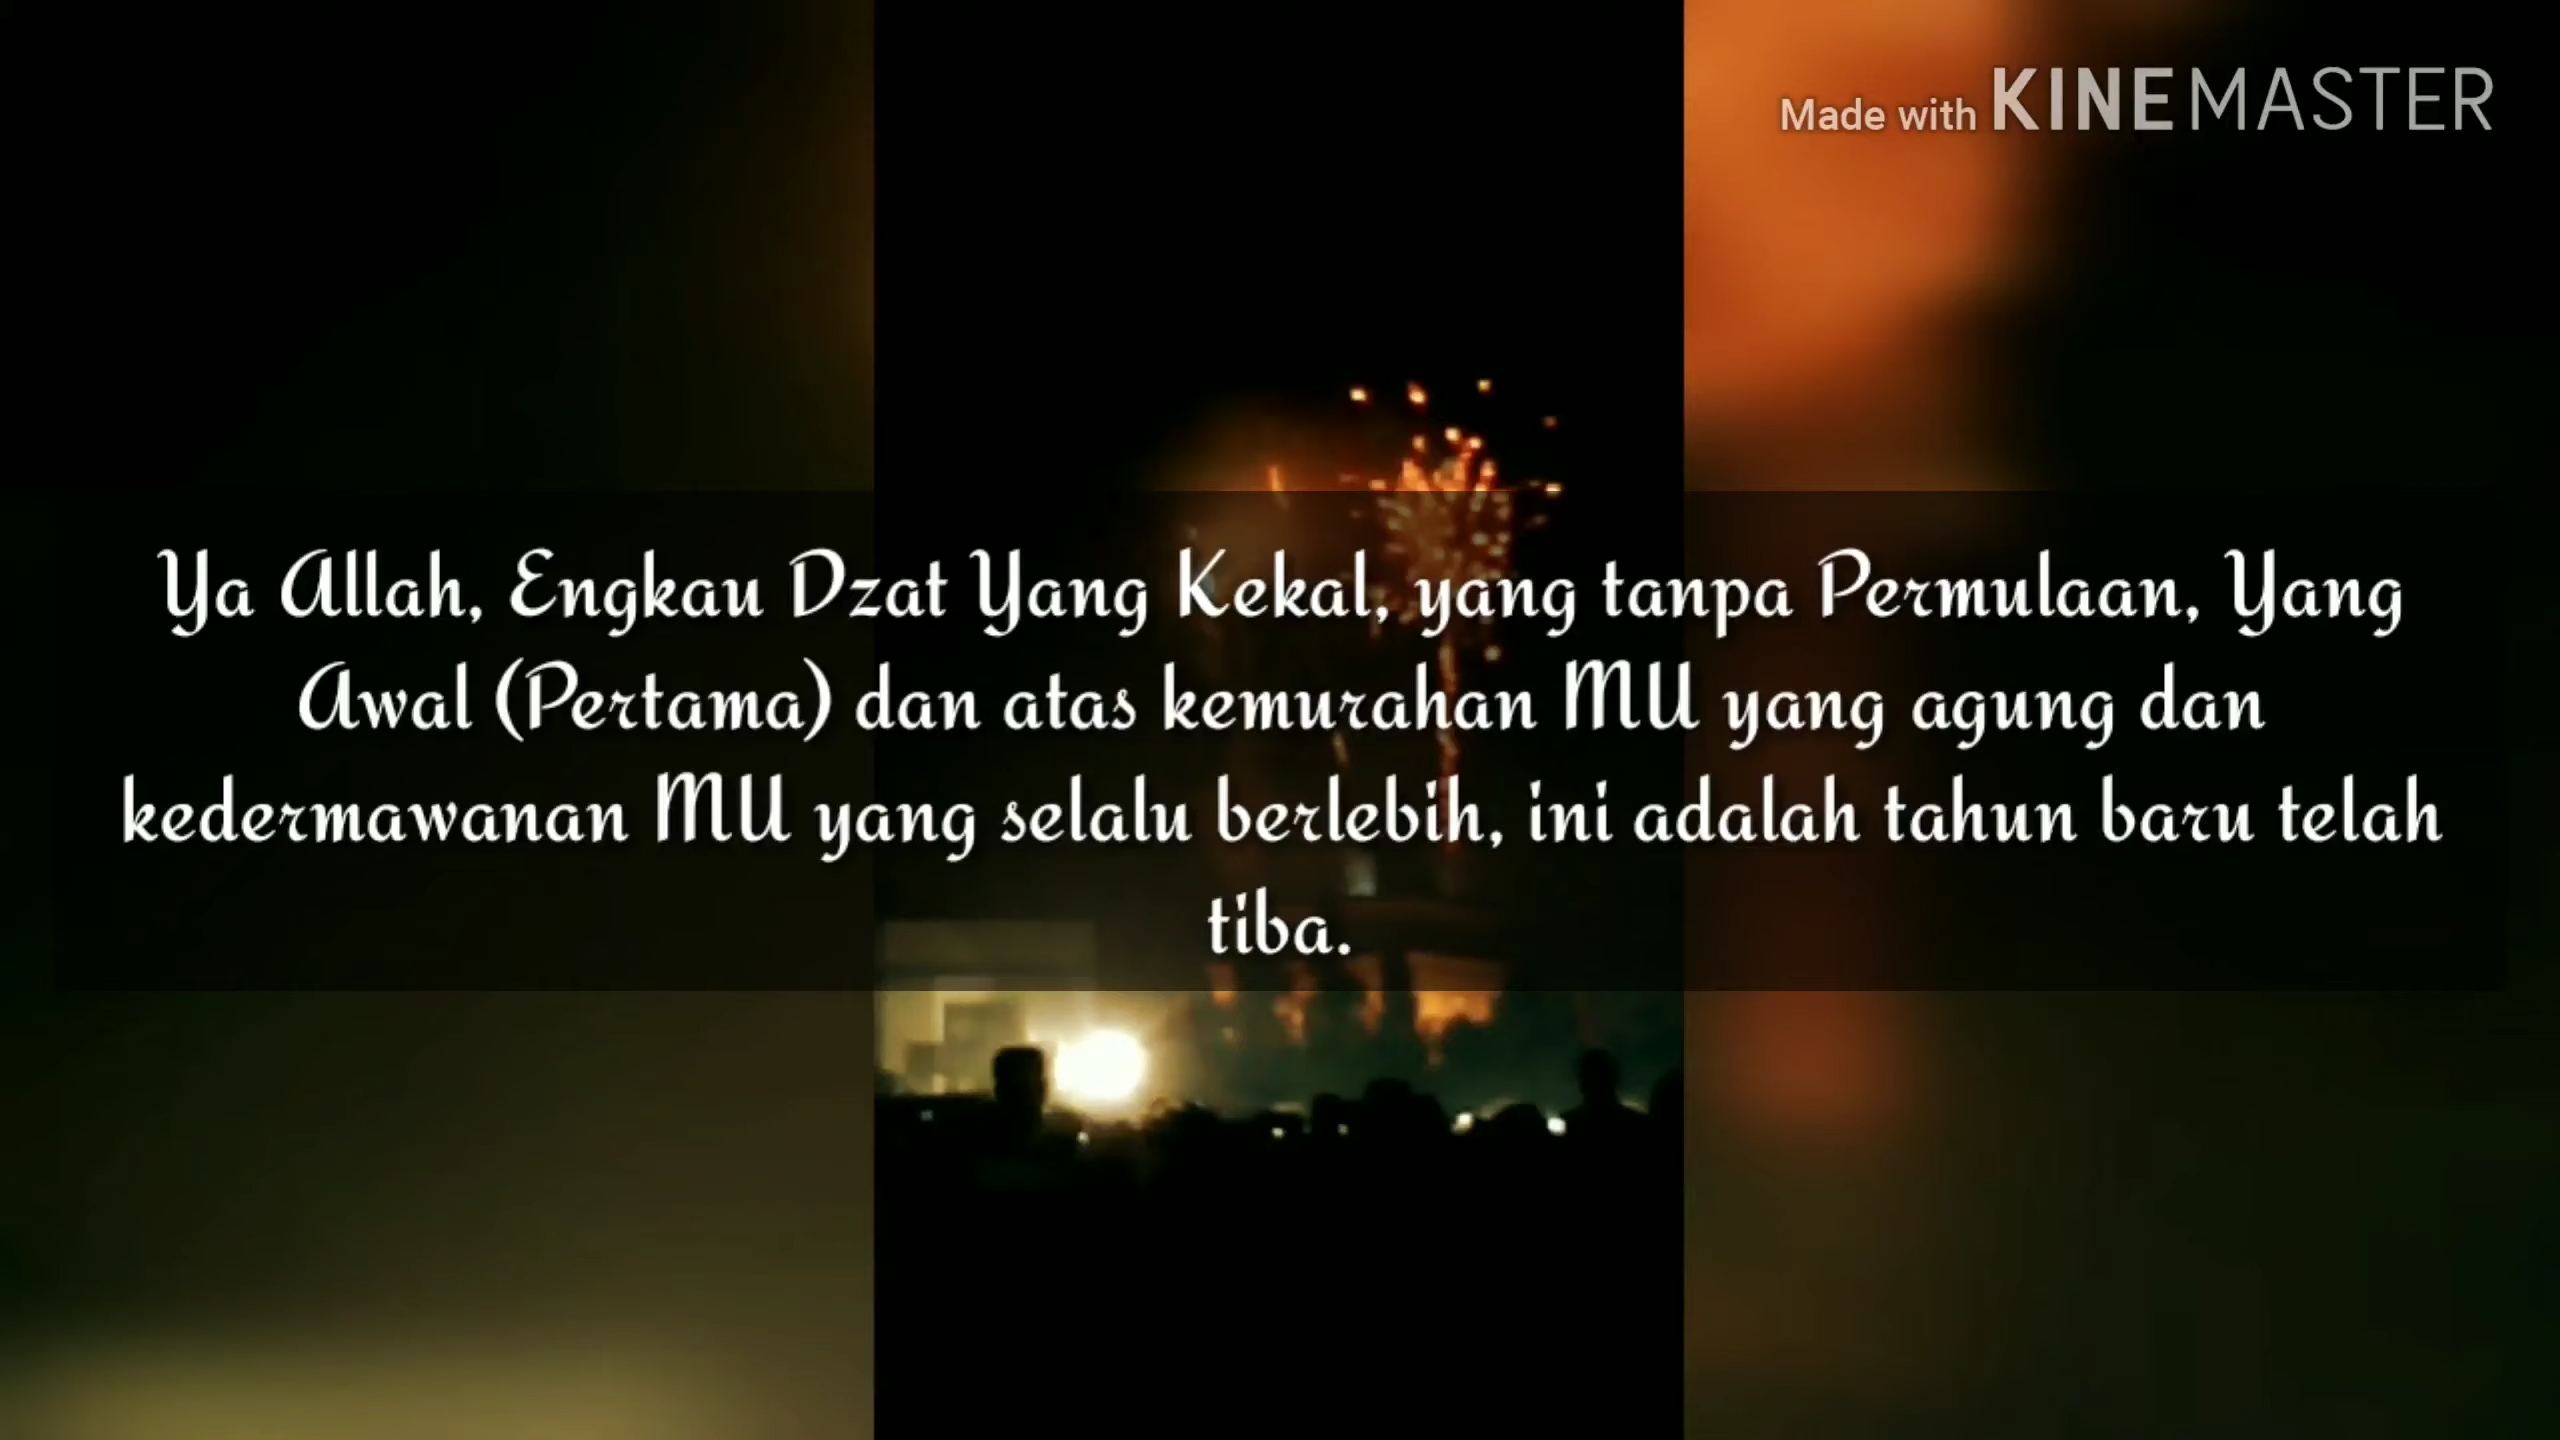 Made with KINEMASTER
Ya Allah, Engkau Dzat Yang Kekal, yang tanpa Permulaan, Yang
Awal (Pertama) dan atas kemurahan MU yang agung dan
kedermawanan MU yang selalu berlebih, ini adalah tahun baru telah
tiba.